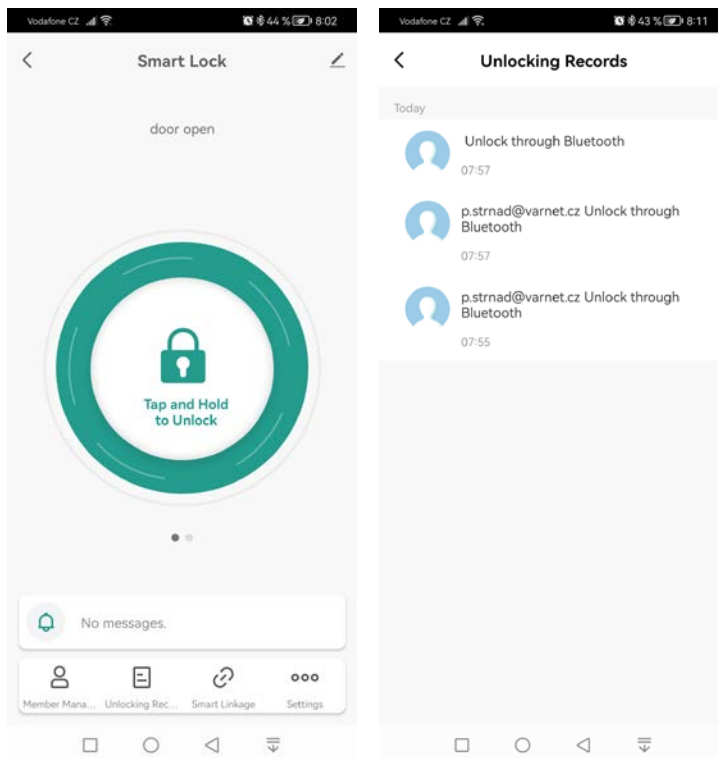 Vodafone CZ 44 % 8:02
Smart Lock
door open
Tap and Hold
to Unlock
No messages.
Member Mana... Unlocking Rec... Smart Linkage Settings
Vodafone CZ 43 % 8:11
Unlocking Records
Today
Unlock through Bluetooth
07:57
p.strnad@varnet.cz Unlock through
Bluetooth
07:57
p.strnad@varnet.cz Unlock through
Bluetooth
07:55